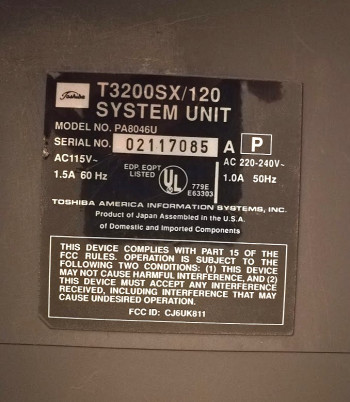 Toshiba
T3200SX/120
SYSTEM UNIT
MODEL NO. PA8046U
SERIAL NO. 02117085 A P
AC115V~ EDP. EQPT LISTED UL 779E E63303 AC 220-240V~
1.5A 60 Hz 1.0A 50Hz
TOSHIBA AMERICA INFORMATION SYSTEMS, INC.
Product of Japan Assembled in the U.S.A.
of Domestic and Imported Components
THIS DEVICE COMPLIES WITH PART 15 OF THE
FCC RULES. OPERATION IS SUBJECT TO THE
FOLLOWING TWO CONDITIONS: (1) THIS DEVICE
MAY NOT CAUSE HARMFUL INTERFERENCE, AND (2)
THIS DEVICE MUST ACCEPT ANY INTERFERENCE
RECEIVED, INCLUDING INTERFERENCE THAT MAY
CAUSE UNDESIRED OPERATION.
FCC ID: CJ6UK811